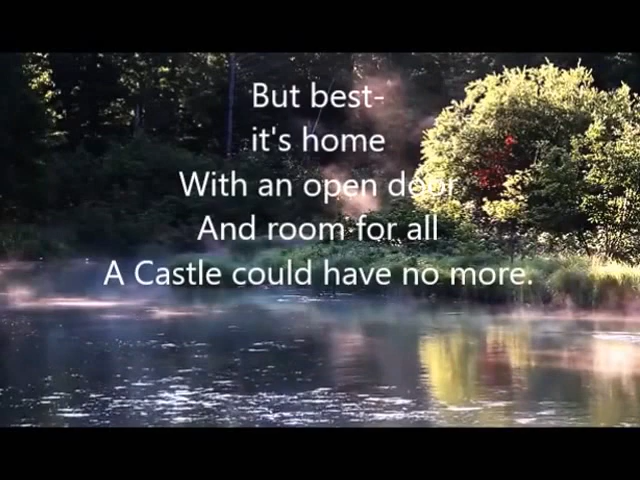 But best-
it's home
With an open door
And room for all
A Castle could have no more.